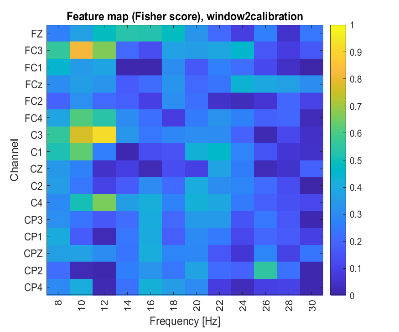 Feature map (Fisher score), window2calibration
FZ
FC3
FC1
FCz
FC2
FC4
C3
C1
CZ
C2
C4
CP3
CP1
CPZ
CP2
CP4
Channel
8 10 12 14 16 18 20 22 24 26 28 30
Frequency [Hz]
1
0.9
0.8
0.7
0.6
0.5
0.4
0.3
0.2
0.1
0